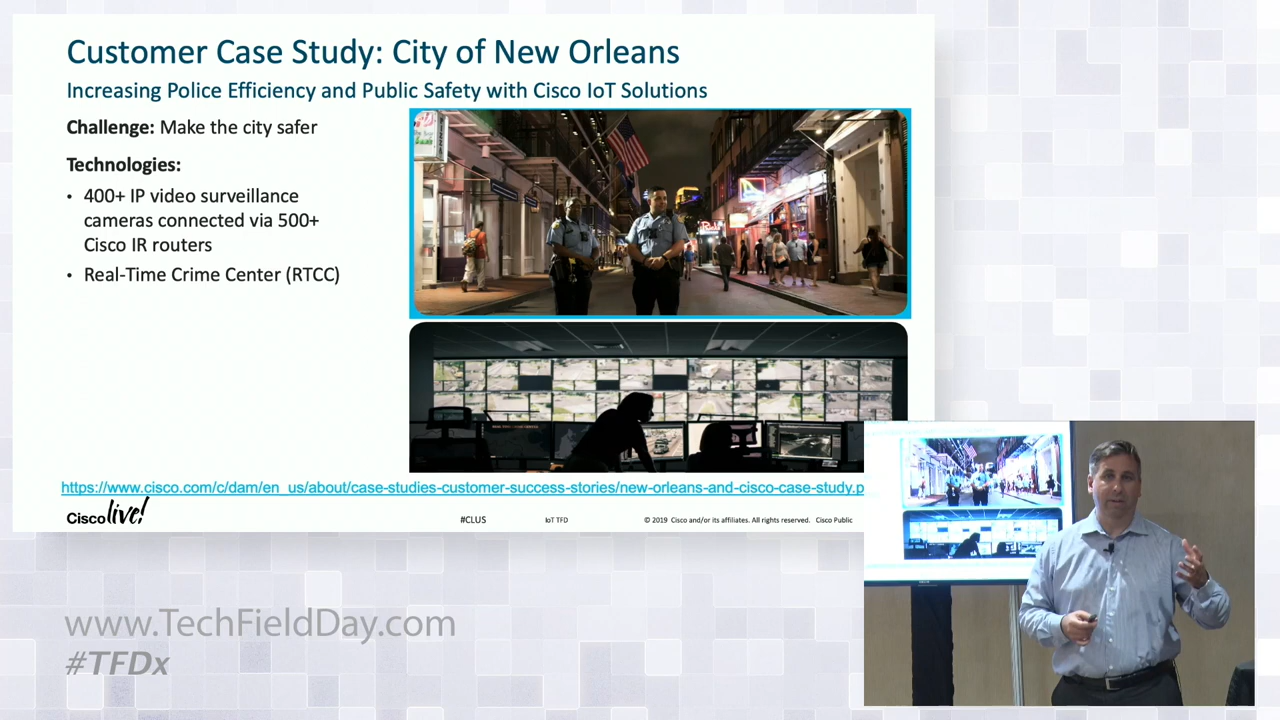 Customer Case Study: City of New Orleans
Increasing Police Efficiency and Public Safety with Cisco IoT Solutions
Challenge: Make the city safer
Technologies:
• 400+ IP video surveillance
cameras connected via 500+
Cisco IR routers
• Real-Time Crime Center (RTCC)
https://www.cisco.com/c/dam/en_us/about/case-studies-customer-success-stories/new-orleans-and-cisco-case-study.p
Cisco live!
#CLUS
IoT TFD
© 2019 Cisco and/or its affiliates. All rights reserved. Cisco Public
www.TechFieldDay.com
#TFDx